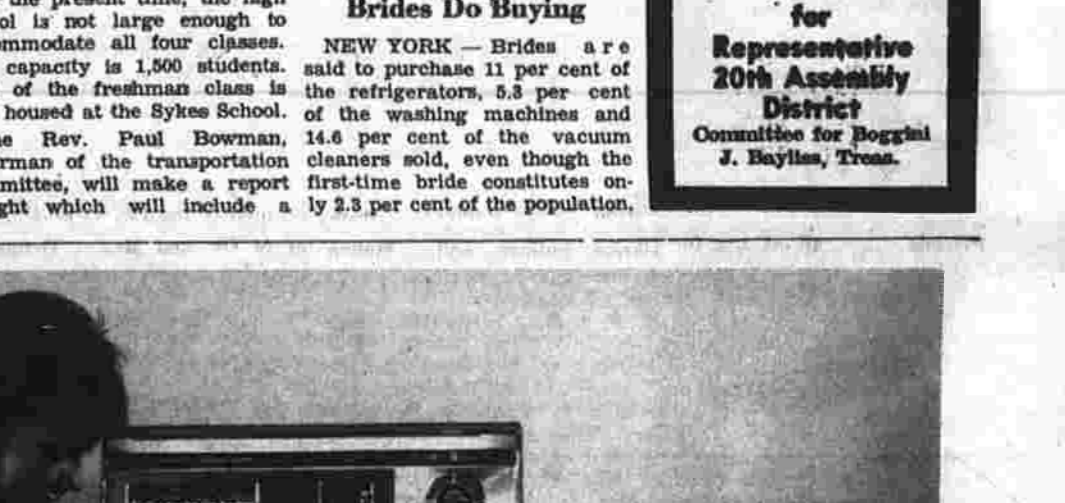 ol is not large enough to
mmodate all four classes.
capacity is 1,500 students.
of the freshman class is
housed at the Sykes School.
e Rev. Paul Bowman,
rman of the transportation
mittee, will make a report
ght which will include a
Brides Do Buying
NEW YORK — Brides are
said to purchase 11 per cent of
the refrigerators, 5.3 per cent
of the washing machines and
14.6 per cent of the vacuum
cleaners sold, even though the
first-time bride constitutes on-
ly 2.3 per cent of the population.
for
Representative
20th Assembly
District
Committee for Boggini
J. Bayliss, Treas.